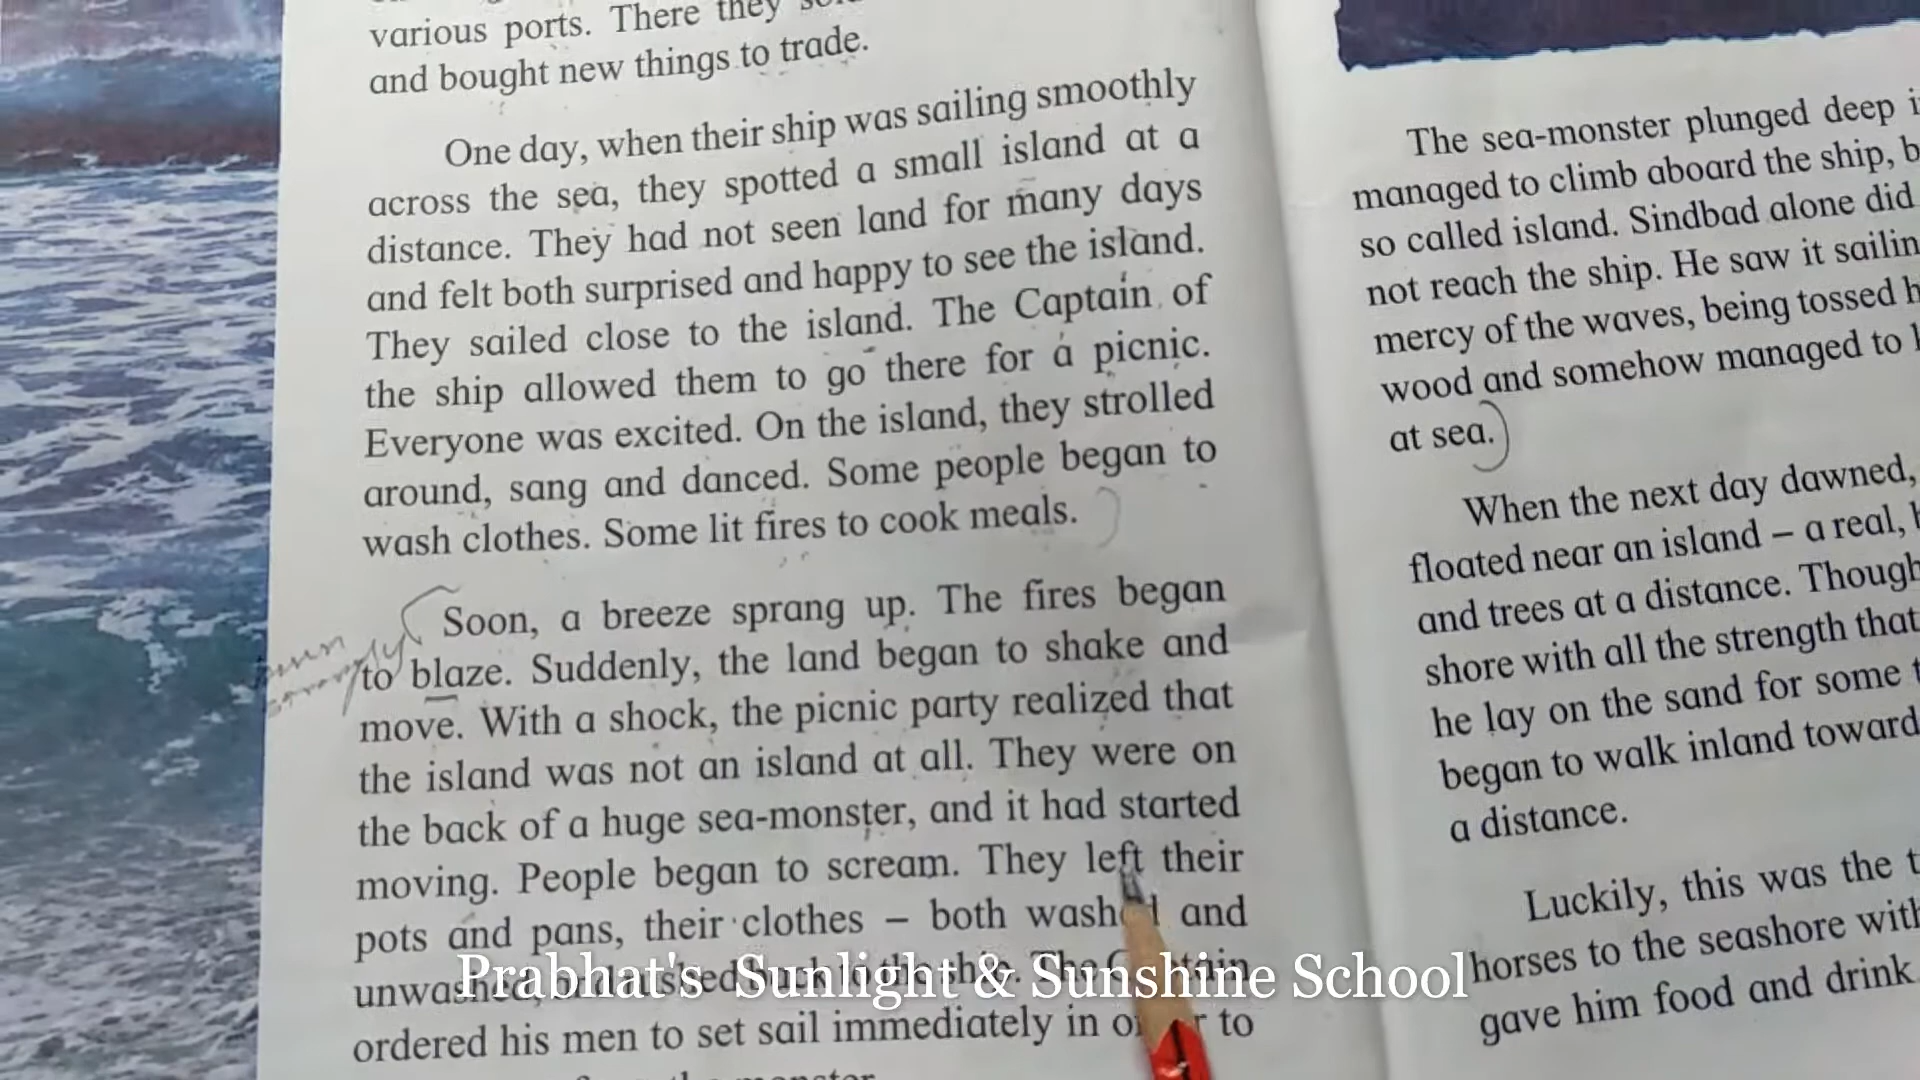 various ports. There they
and bought new things to trade.
One day, when their ship was sailing smoothly
across the sea, they spotted a small island at a
distance. They had not seen land for many days
and felt both surprised and happy to see the island.
They sailed close to the island. The Captain of
the ship allowed them to go there for a picnic.
Everyone was excited. On the island, they strolled
around, sang and danced. Some people began to
wash clothes. Some lit fires to cook meals.
Soon, a breeze sprang up. The fires began
to blaze. Suddenly, the land began to shake and
move. With a shock, the picnic party realized that
the island was not an island at all. They were on
the back of a huge sea-monster, and it had started
moving. People began to scream. They left their
pots and pans, their clothes – both washed and
unwashed,
ordered his men to set sail immediately in order to
The sea-monster plunged deep
managed to climb aboard the ship,
so called island. Sindbad alone did
not reach the ship. He saw it
mercy of the waves, being tossed
wood and somehow managed to
at sea.
When the next day dawned,
floated near an island – a real,
and trees at a distance.
shore with all the strength that
he lay on the sand for some
began to walk inland
a distance.
Luckily, this was the
horses to the seashore
gave him food and drink
Prabhat's Sunlight & Sunshine School